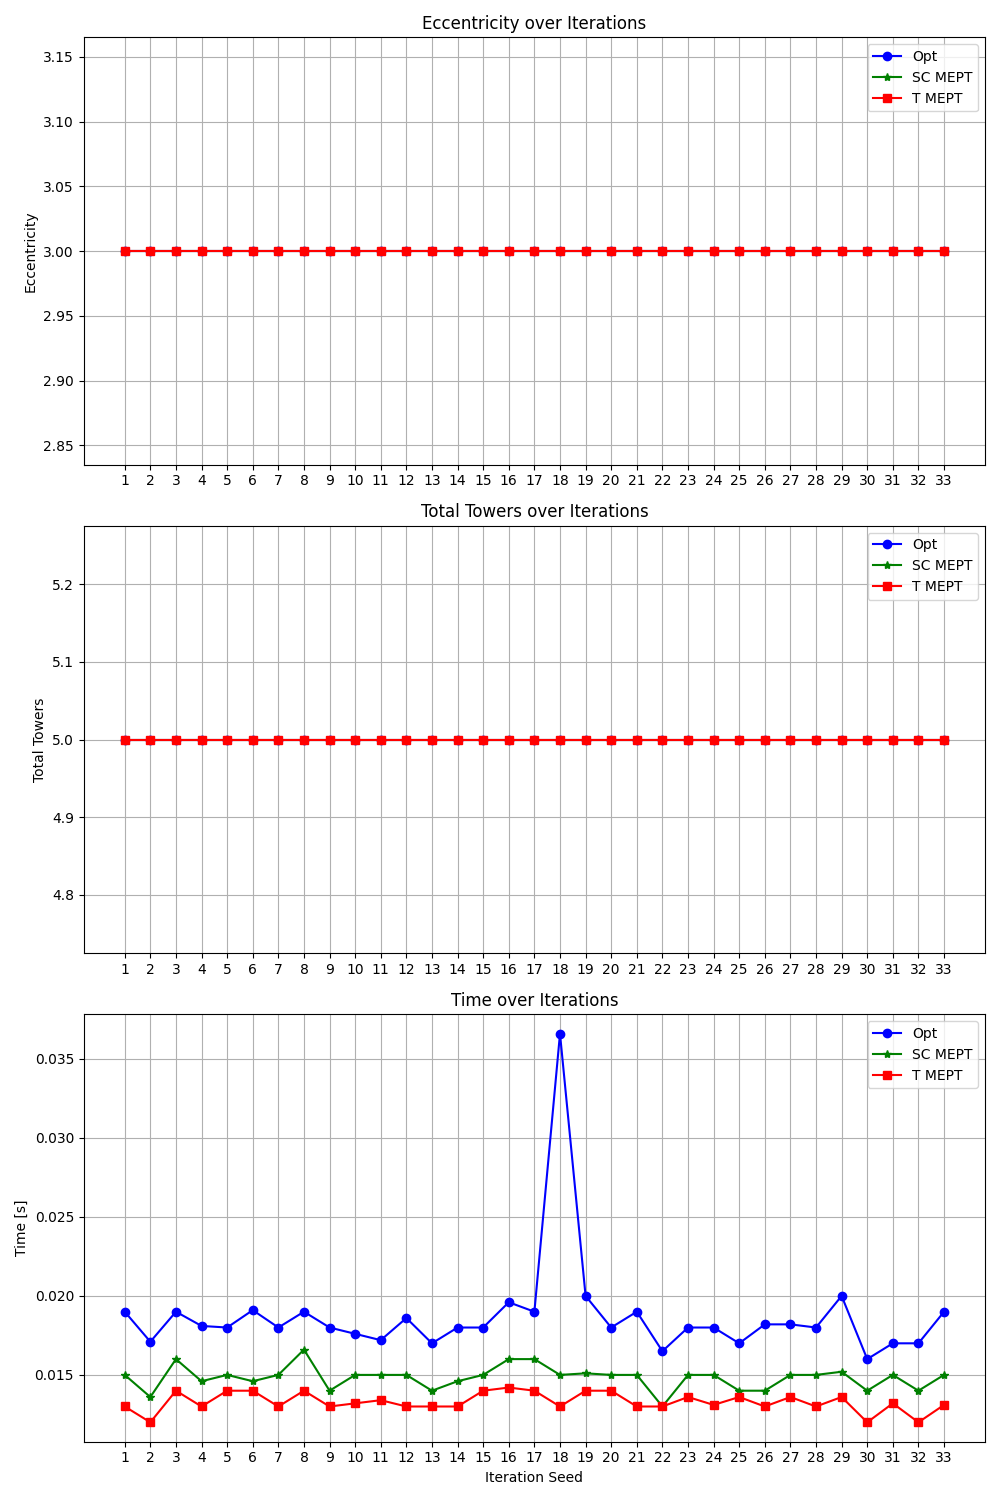 Eccentricity over Iterations
3.15
3.10
3.05
3.00
2.95
2.90
2.85
Eccentricity
Opt
SC MEPT
T MEPT
1 2 3 4 5 6 7 8 9 10 11 12 13 14 15 16 17 18 19 20 21 22 23 24 25 26 27 28 29 30 31 32 33
Total Towers over Iterations
5.2
5.1
5.0
4.9
4.8
Total Towers
Opt
SC MEPT
T MEPT
1 2 3 4 5 6 7 8 9 10 11 12 13 14 15 16 17 18 19 20 21 22 23 24 25 26 27 28 29 30 31 32 33
Time over Iterations
0.035
0.030
0.025
0.020
0.015
Time [s]
Opt
SC MEPT
T MEPT
1 2 3 4 5 6 7 8 9 10 11 12 13 14 15 16 17 18 19 20 21 22 23 24 25 26 27 28 29 30 31 32 33
Iteration Seed